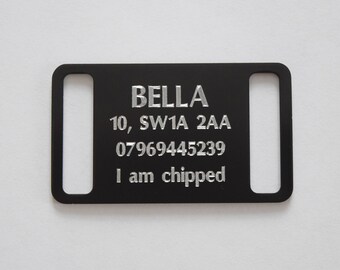 BELLA
10, SW1A 2AA
07969445239
I am chipped